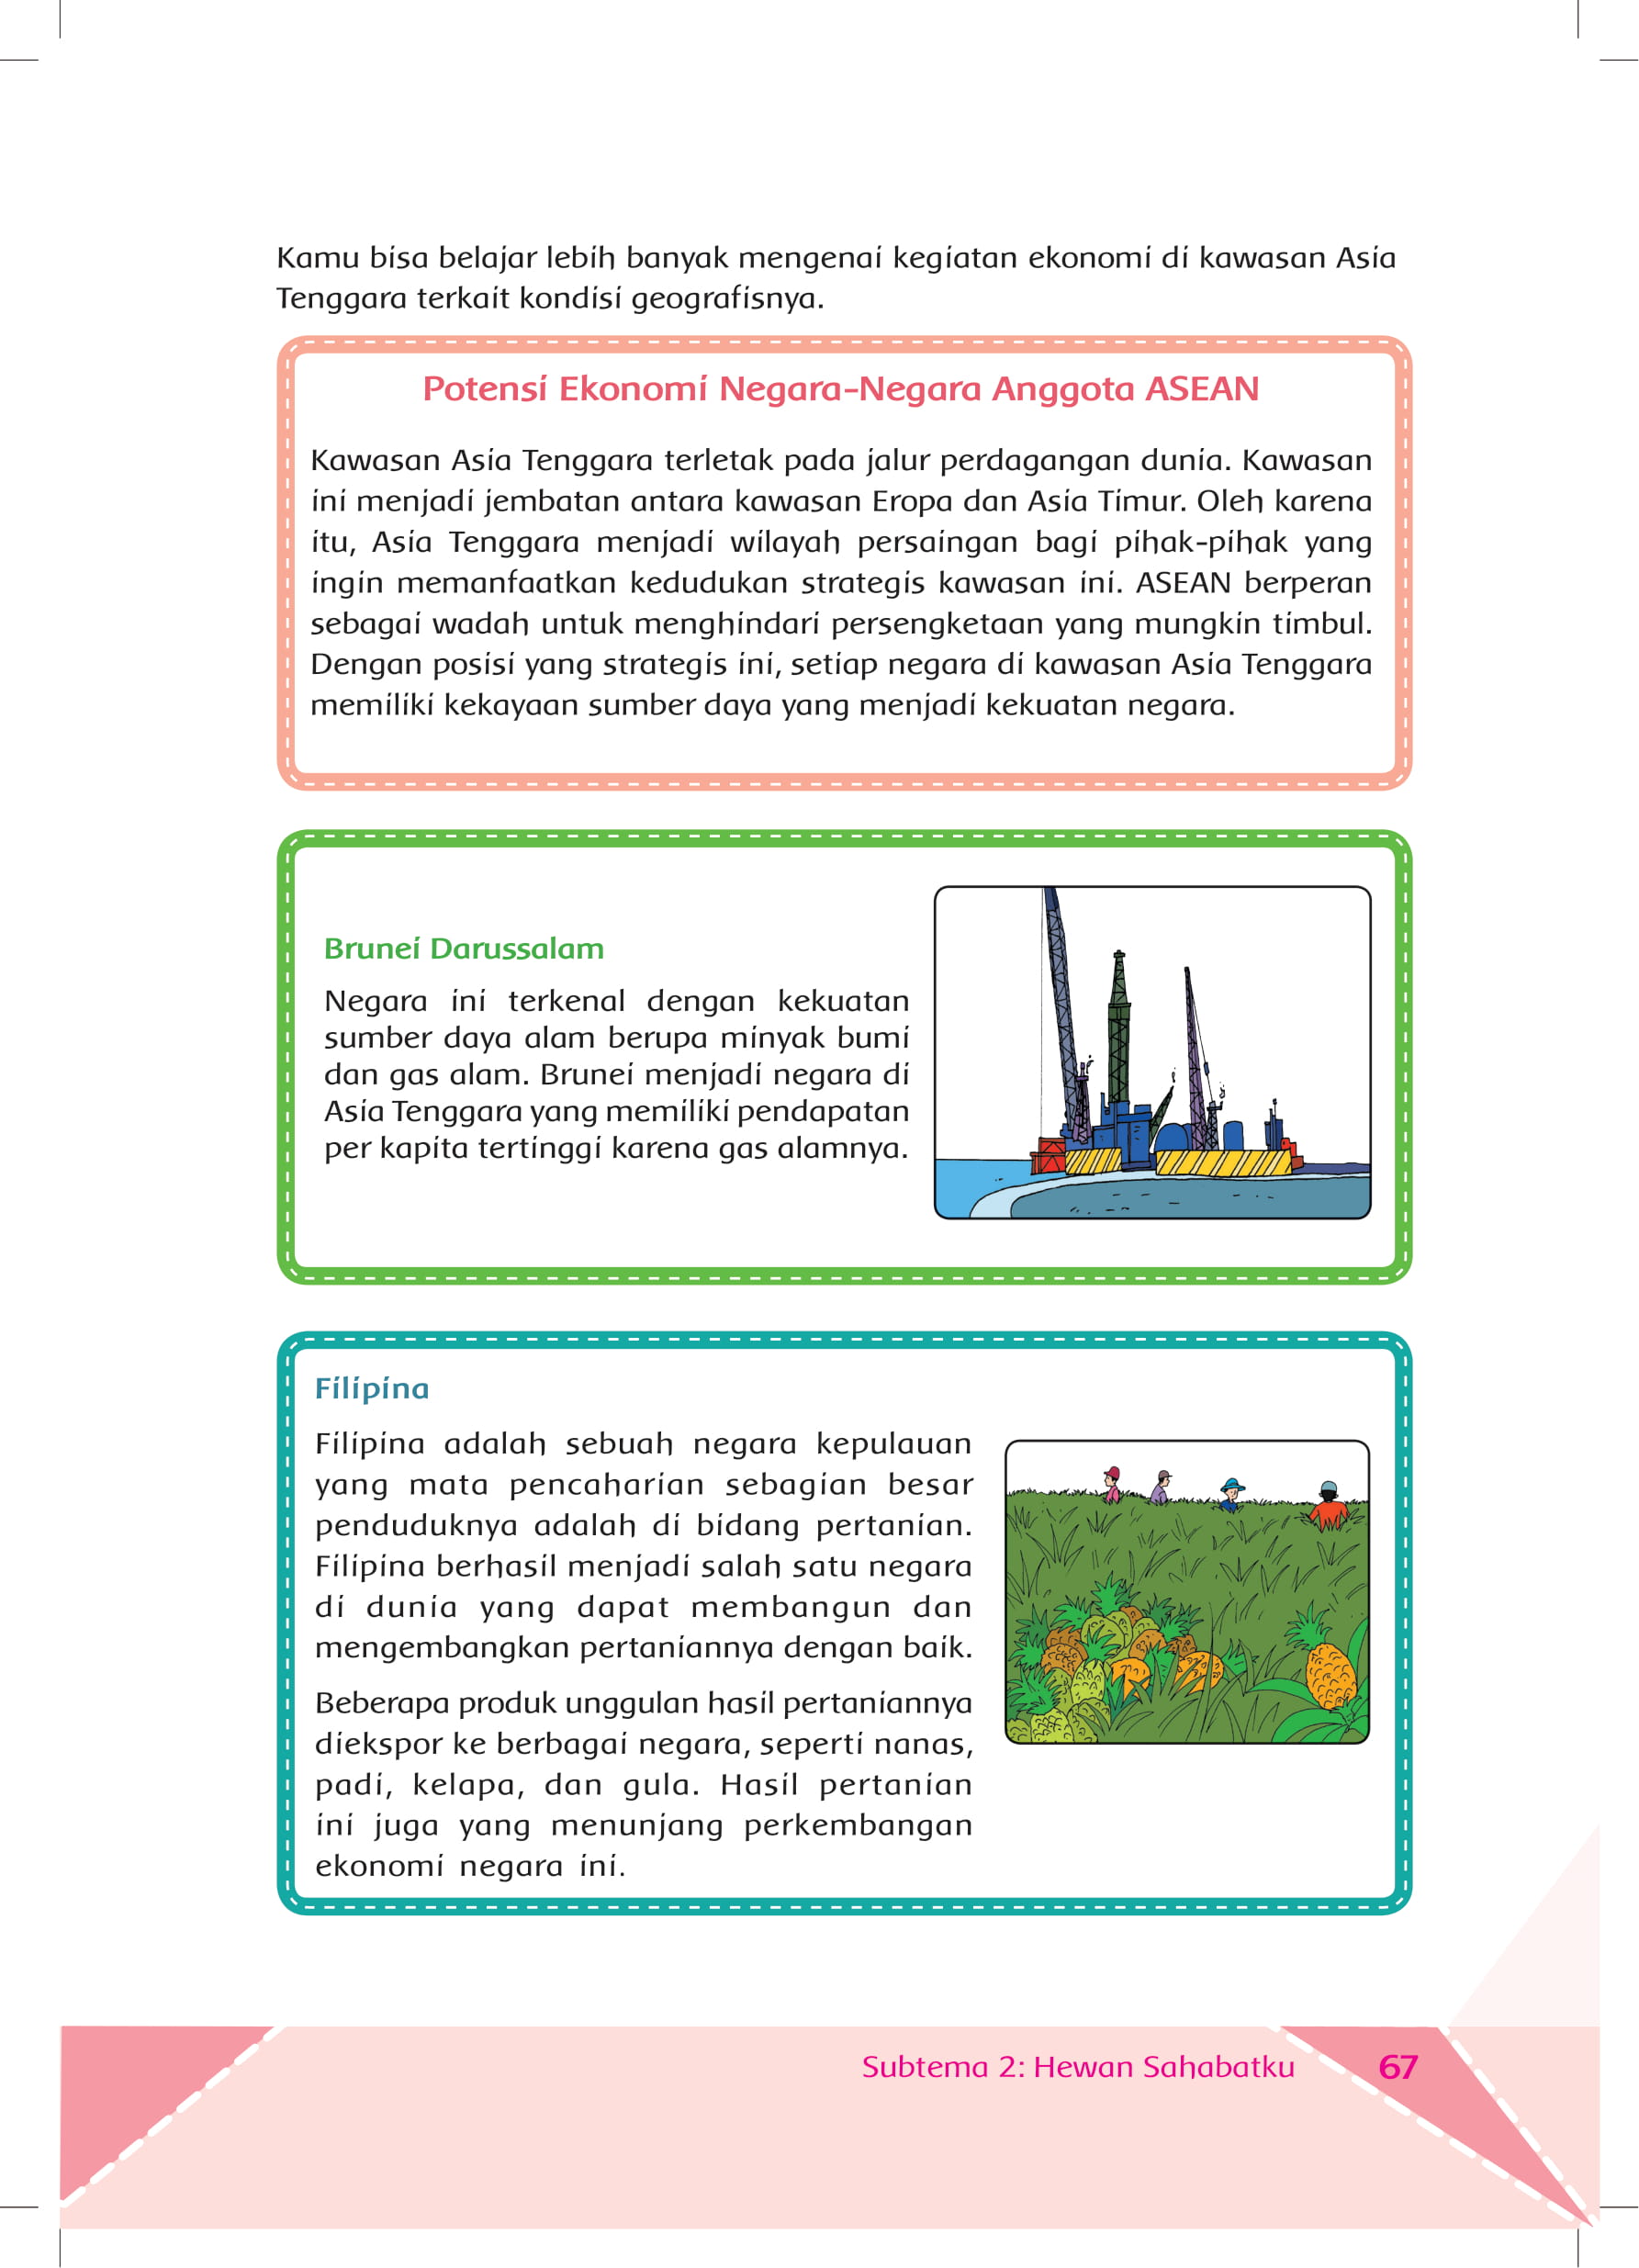 Kamu bisa belajar lebih banyak mengenai kegiatan ekonomi di kawasan Asia
Tenggara terkait kondisi geografisnya.
Potensi Ekonomi Negara-Negara Anggota ASEAN
Kawasan Asia Tenggara terletak pada jalur perdagangan dunia. Kawasan
ini menjadi jembatan antara kawasan Eropa dan Asia Timur. Oleh karena
itu, Asia Tenggara menjadi wilayah persaingan bagi pihak-pihak yang
ingin memanfaatkan kedudukan strategis kawasan ini. ASEAN berperan
sebagai wadah untuk menghindari persengketaan yang mungkin timbul.
Dengan posisi yang strategis ini, setiap negara di kawasan Asia Tenggara
memiliki kekayaan sumber daya yang menjadi kekuatan negara.
Brunei Darussalam
Negara ini terkenal dengan kekuatan
sumber daya alam berupa minyak bumi
dan gas alam. Brunei menjadi negara di
Asia Tenggara yang memiliki pendapatan
per kapita tertinggi karena gas alamnya.
Filipina
Filipina adalah sebuah negara kepulauan
yang mata pencaharian sebagian besar
penduduknya adalah di bidang pertanian.
Filipina berhasil menjadi salah satu negara
di dunia yang dapat membangun dan
mengembangkan pertaniannya dengan baik.
Beberapa produk unggulan hasil pertaniannya
diekspor ke berbagai negara, seperti nanas,
padi, kelapa, dan gula. Hasil pertanian
ini juga yang menunjang perkembangan
ekonomi negara ini.
Subtema 2: Hewan Sahabatku 67